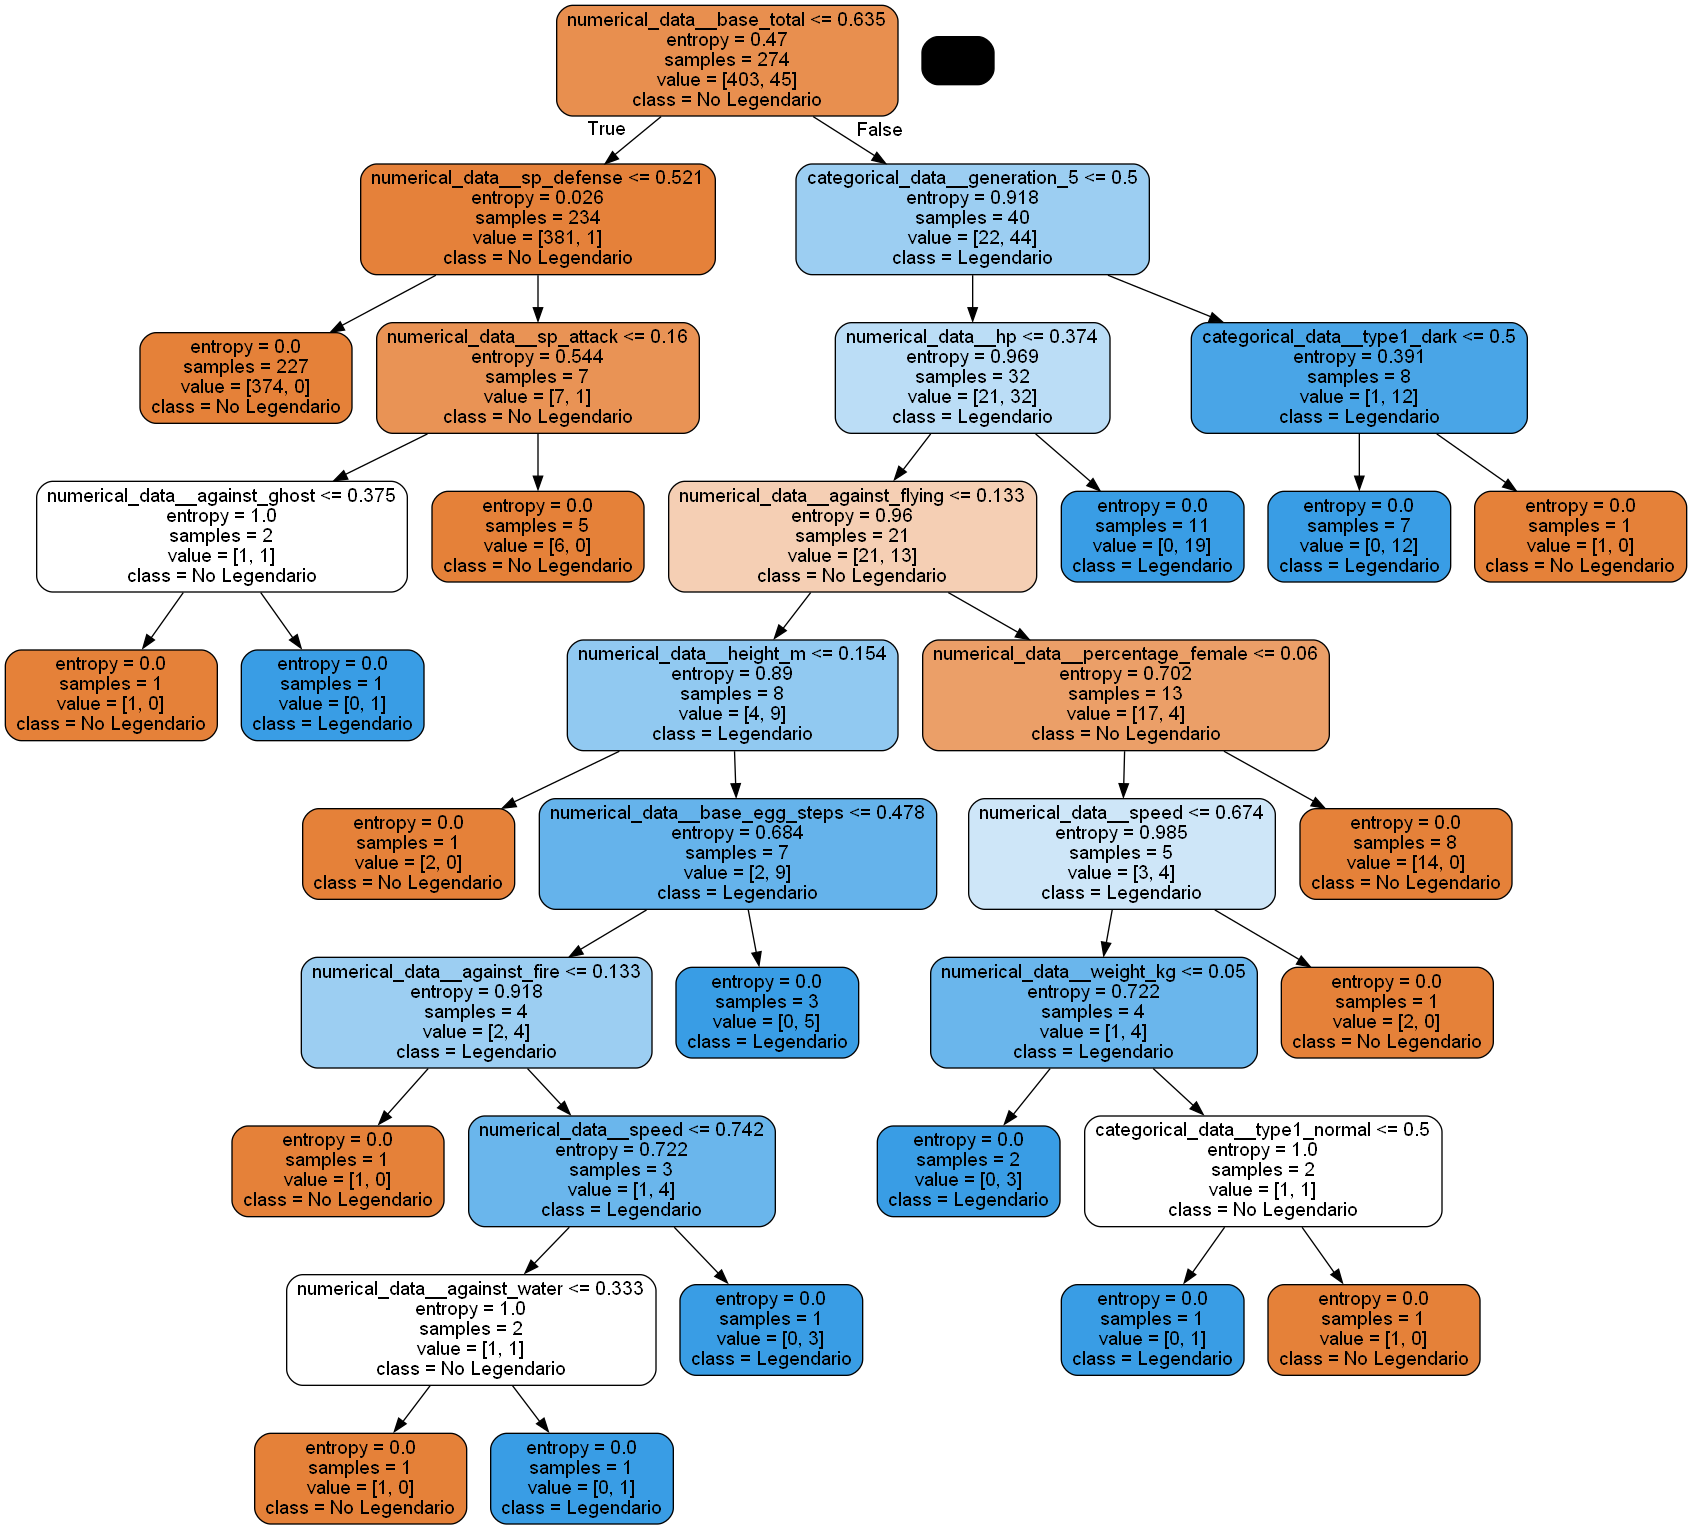 numerical_data__base_total <= 0.635
entropy = 0.47
samples = 274
value = [403, 45]
class = No Legendario
True
False
numerical_data__sp_defense <= 0.521
entropy = 0.026
samples = 234
value = [381, 1]
class = No Legendario
categorical_data__generation_5 <= 0.5
entropy = 0.918
samples = 40
value = [22, 44]
class = Legendario
entropy = 0.0
samples = 227
value = [374, 0]
class = No Legendario
numerical_data__sp_attack <= 0.16
entropy = 0.544
samples = 7
value = [7, 1]
class = No Legendario
numerical_data__hp <= 0.374
entropy = 0.969
samples = 32
value = [21, 32]
class = Legendario
categorical_data__type1_dark <= 0.5
entropy = 0.391
samples = 8
value = [1, 12]
class = Legendario
numerical_data__against_ghost <= 0.375
entropy = 1.0
samples = 2
value = [1, 1]
class = No Legendario
entropy = 0.0
samples = 5
value = [6, 0]
class = No Legendario
numerical_data__against_flying <= 0.133
entropy = 0.96
samples = 21
value = [21, 13]
class = No Legendario
entropy = 0.0
samples = 11
value = [0, 19]
class = Legendario
entropy = 0.0
samples = 7
value = [0, 12]
class = Legendario
entropy = 0.0
samples = 1
value = [1, 0]
class = No Legendario
entropy = 0.0
samples = 1
value = [1, 0]
class = No Legendario
entropy = 0.0
samples = 1
value = [0, 1]
class = Legendario
numerical_data__height_m <= 0.154
entropy = 0.89
samples = 8
value = [4, 9]
class = Legendario
numerical_data__percentage_female <= 0.06
entropy = 0.702
samples = 13
value = [17, 4]
class = No Legendario
entropy = 0.0
samples = 1
value = [2, 0]
class = No Legendario
numerical_data__base_egg_steps <= 0.478
entropy = 0.684
samples = 7
value = [2, 9]
class = Legendario
numerical_data__speed <= 0.674
entropy = 0.985
samples = 5
value = [3, 4]
class = Legendario
entropy = 0.0
samples = 8
value = [14, 0]
class = No Legendario
numerical_data__against_fire <= 0.133
entropy = 0.918
samples = 4
value = [2, 4]
class = Legendario
entropy = 0.0
samples = 3
value = [0, 5]
class = Legendario
numerical_data__weight_kg <= 0.05
entropy = 0.722
samples = 4
value = [1, 4]
class = Legendario
entropy = 0.0
samples = 1
value = [2, 0]
class = No Legendario
entropy = 0.0
samples = 1
value = [1, 0]
class = No Legendario
numerical_data__speed <= 0.742
entropy = 0.722
samples = 3
value = [1, 4]
class = Legendario
entropy = 0.0
samples = 2
value = [0, 3]
class = Legendario
categorical_data__type1_normal <= 0.5
entropy = 1.0
samples = 2
value = [1, 1]
class = No Legendario
numerical_data__against_water <= 0.333
entropy = 1.0
samples = 2
value = [1, 1]
class = No Legendario
entropy = 0.0
samples = 1
value = [0, 3]
class = Legendario
entropy = 0.0
samples = 1
value = [0, 1]
class = Legendario
entropy = 0.0
samples = 1
value = [1, 0]
class = No Legendario
entropy = 0.0
samples = 1
value = [1, 0]
class = No Legendario
entropy = 0.0
samples = 1
value = [0, 1]
class = Legendario